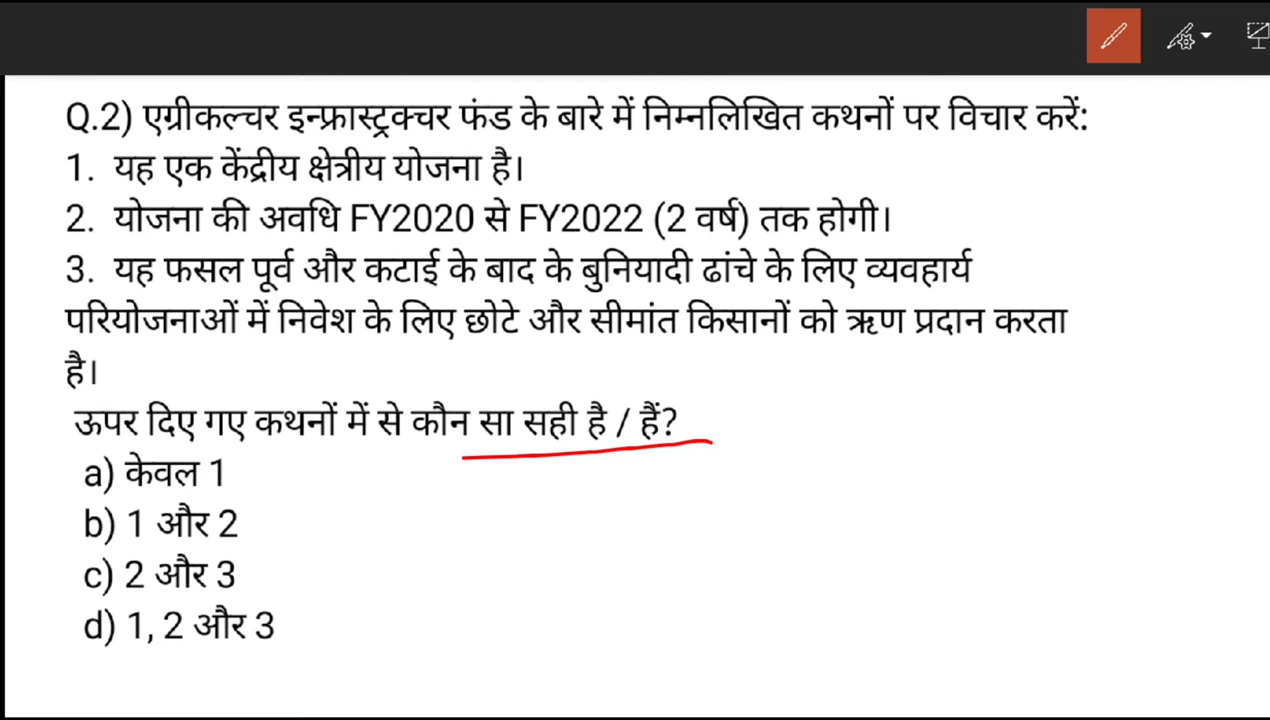 Q.2) एग्रीकल्चर इन्फ्रास्ट्रक्चर फंड के बारे में निम्नलिखित कथनों पर विचार करें:
1. यह एक केंद्रीय क्षेत्रीय योजना है।
2. योजना की अवधि FY2020 से FY2022 (2 वर्ष) तक होगी।
3. यह फसल पूर्व और कटाई के बाद के बुनियादी ढांचे के लिए व्यवहार्य
परियोजनाओं में निवेश के लिए छोटे और सीमांत किसानों को ऋण प्रदान करता
है।
ऊपर दिए गए कथनों में से कौन सा सही है / हैं?
a) केवल 1
b) 1 और 2
c) 2 और 3
d) 1, 2 और 3